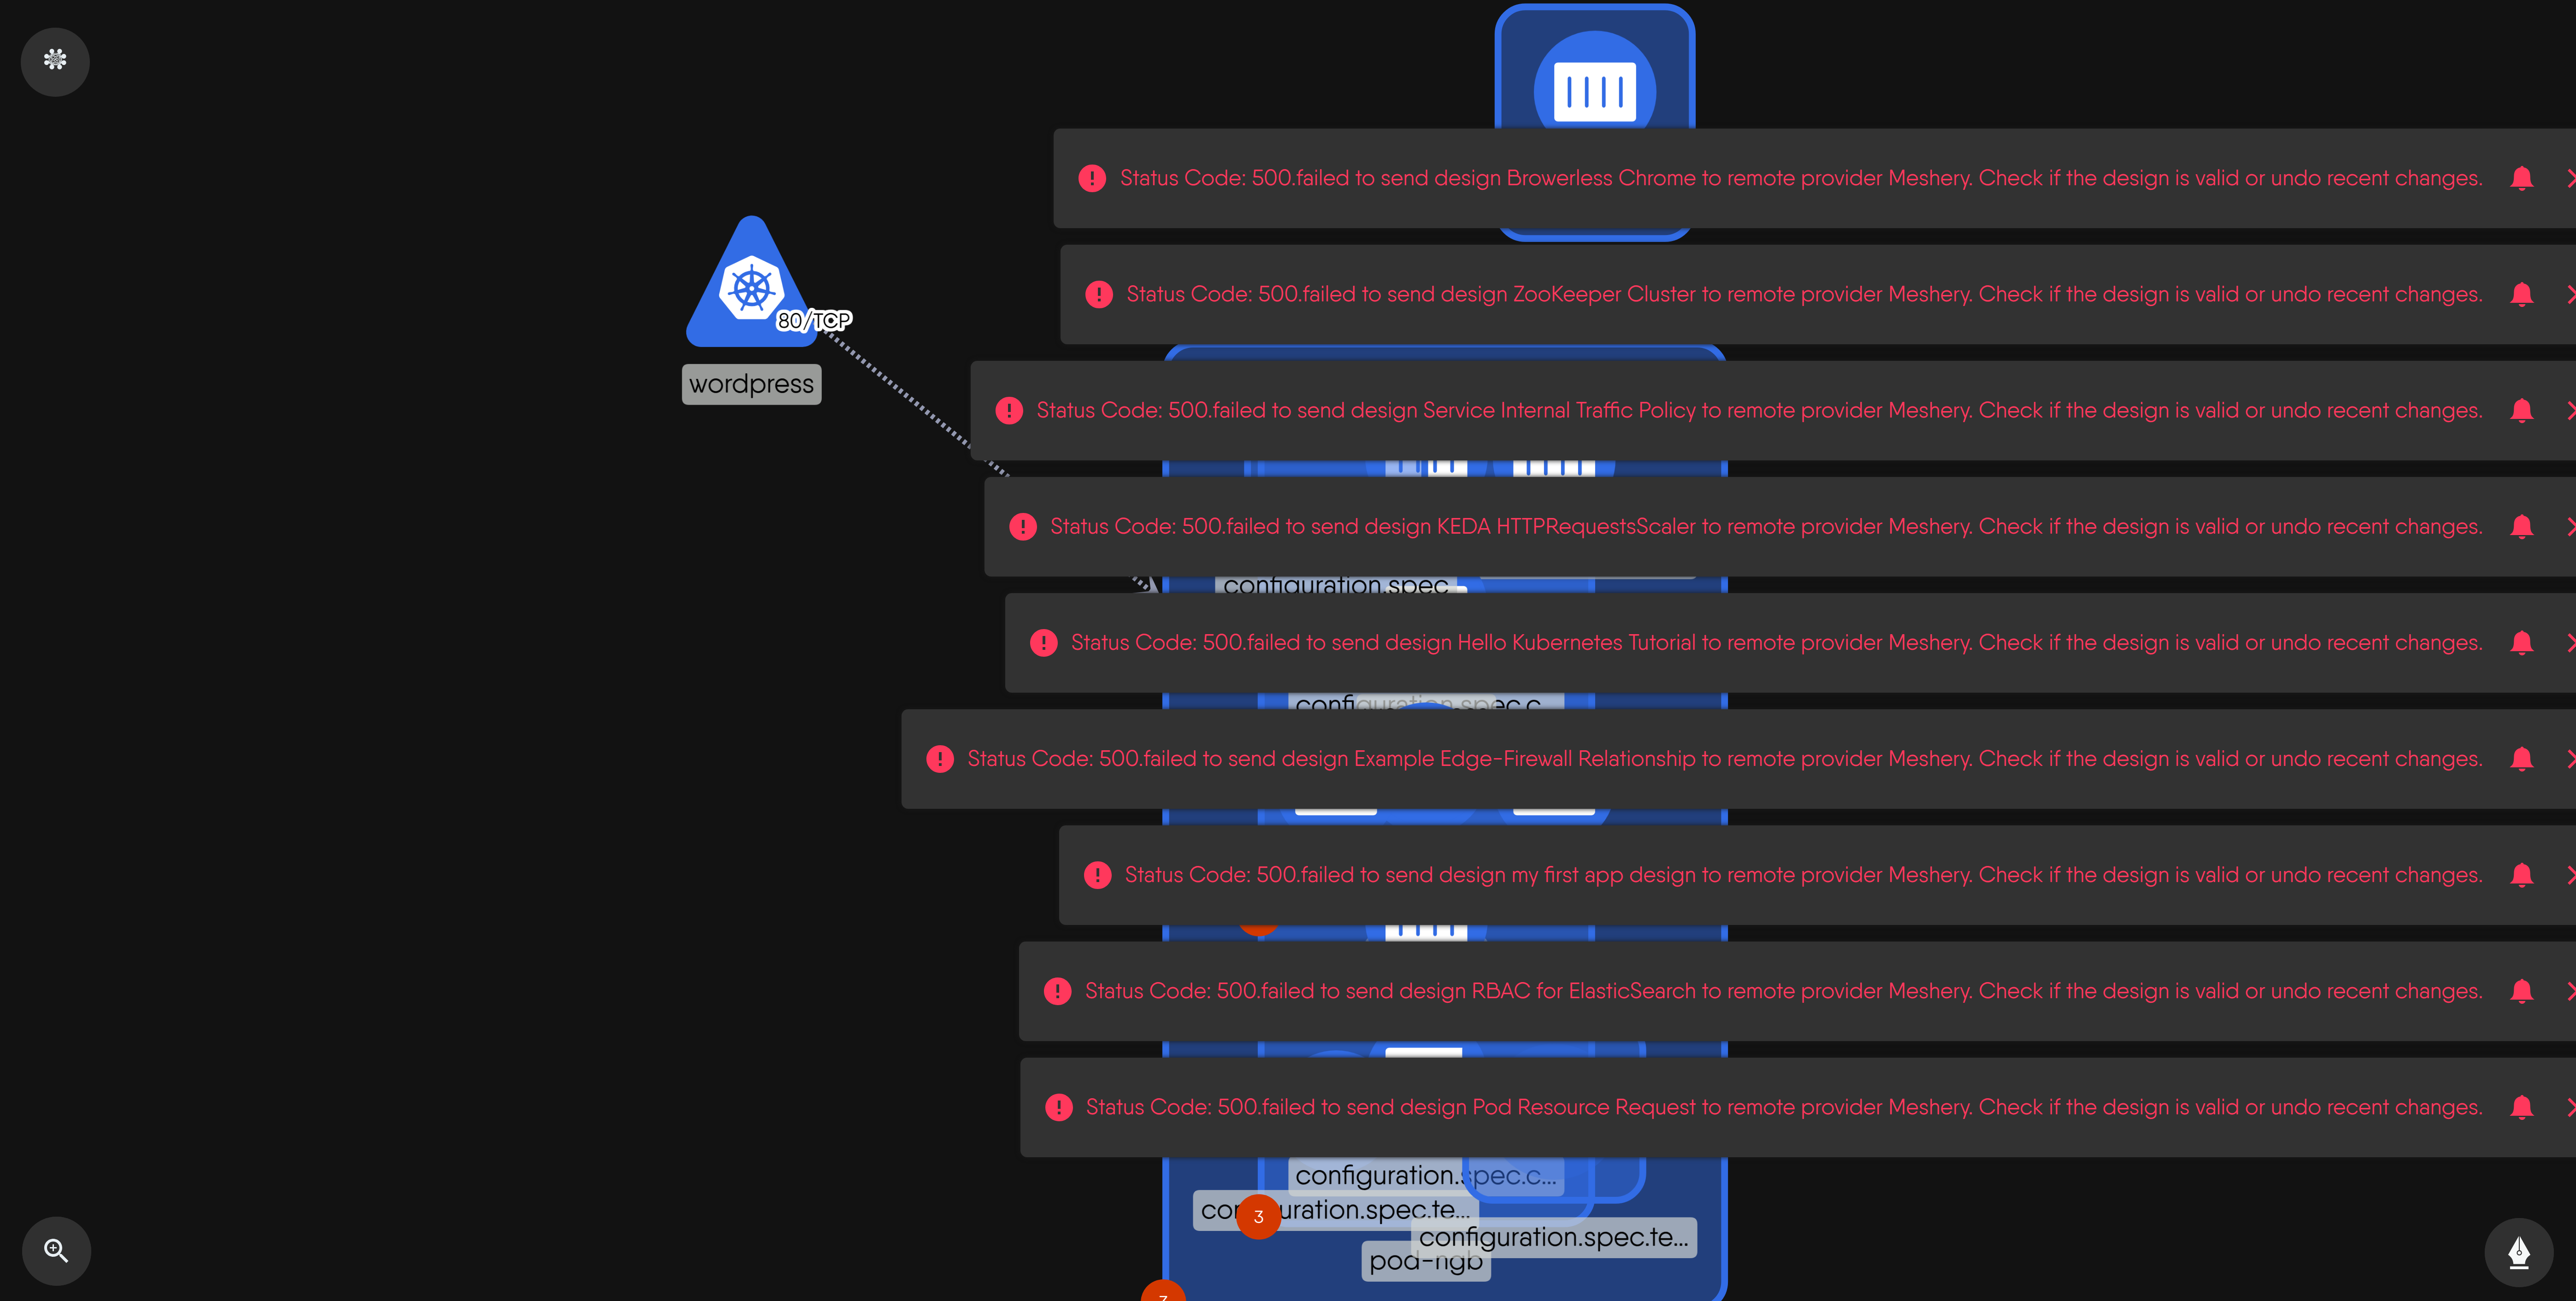 Status Code: 500.failed to send design Browerless Chrome to remote provider Meshery. Check if the design is valid or undo recent changes.
Status Code: 500.failed to send design ZooKeeper Cluster to remote provider Meshery. Check if the design is valid or undo recent changes.
80/TCP
wordpress
Status Code: 500.failed to send design Service Internal Traffic Policy to remote provider Meshery. Check if the design is valid or undo recent changes.
Status Code: 500.failed to send design KEDA HTTPRequestsScaler to remote provider Meshery. Check if the design is valid or undo recent changes.
configuration.spec
Status Code: 500.failed to send design Hello Kubernetes Tutorial to remote provider Meshery. Check if the design is valid or undo recent changes.
configuration.spec.c...
Status Code: 500.failed to send design Example Edge-Firewall Relationship to remote provider Meshery. Check if the design is valid or undo recent changes.
Status Code: 500.failed to send design my first app design to remote provider Meshery. Check if the design is valid or undo recent changes.
Status Code: 500.failed to send design RBAC for ElasticSearch to remote provider Meshery. Check if the design is valid or undo recent changes.
Status Code: 500.failed to send design Pod Resource Request to remote provider Meshery. Check if the design is valid or undo recent changes.
configuration.spec.c...
configuration.spec.te...
3
configuration.spec.te...
pod-ngb